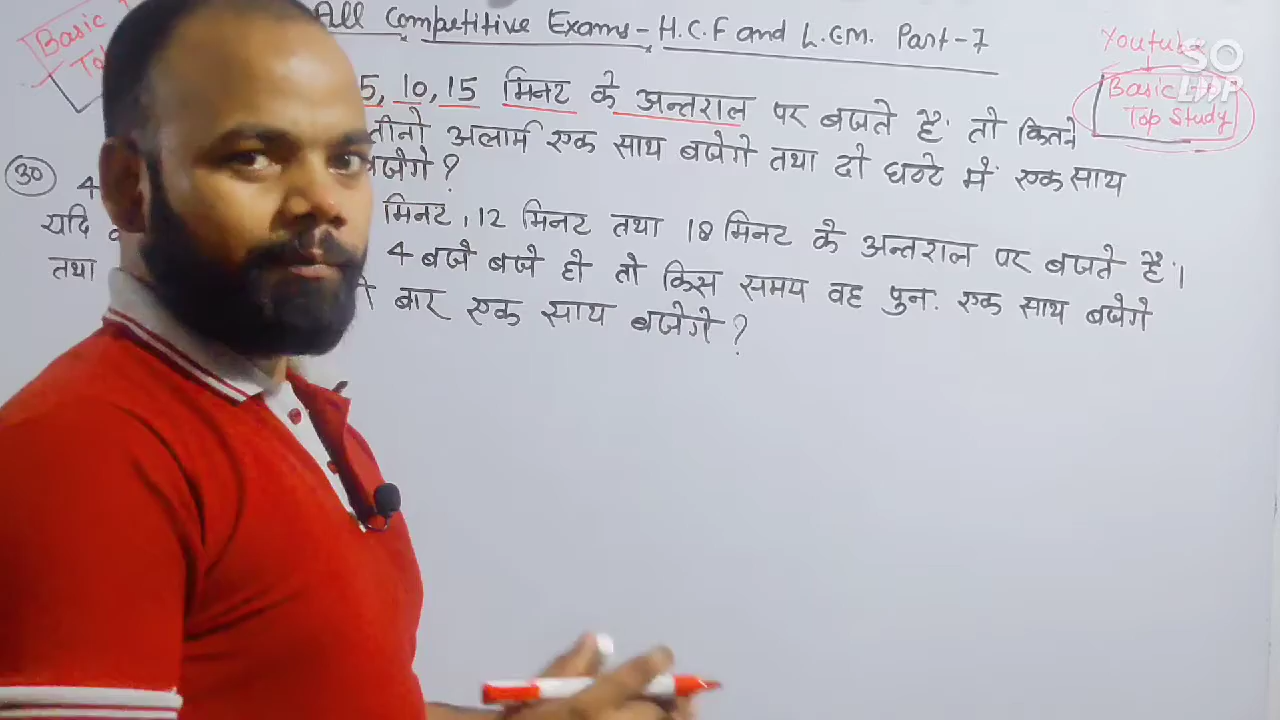 All Competitive Exams - H.C.F and L.C.M. Part-7
Basic
Youtube
Basic
Top Study
SO
5, 10, 15 मिनट के अन्तराल पर बजते हैं तो कितने
तीनो अलार्म एक साथ बजेगे तथा दो घण्टे में एक साथ
बजेगे?
30 4 मिनट, 12 मिनट तथा 18 मिनट के अन्तराल पर बजते हैं।
यदि 4 बजे बजे हो तो किस समय वह पुनः एक साथ बजेगे
तथा बार एक साथ बजेगे?